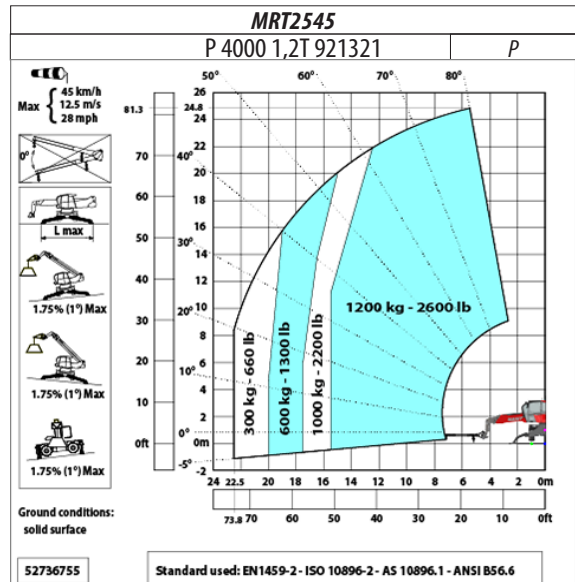 MRT2545
P 4000 1,2T 921321
P
Max { 45 km/h
12.5 m/s
28 mph
0°
L max
1.75% (1°) Max
1.75% (1°) Max
1.75% (1°) Max
Ground conditions:
solid surface
52736755
81.3
70
60
50
40
30
20
10
0ft
26
24.8
24
22
20
18
16
14
12
10
8
6
4
2
0m
-2
50°
60°
70°
80°
40°
30°
20°
10°
0°
-5°
300 kg - 660 lb
600 kg - 1300 lb
1000 kg - 2200 lb
1200 kg - 2600 lb
24 22.5 20 18 16 14 12 10 8 6 4 2 0m
73.8 70 60 50 40 30 20 10 0ft
Standard used: EN1459-2 - ISO 10896-2 - AS 10896.1 - ANSI B56.6